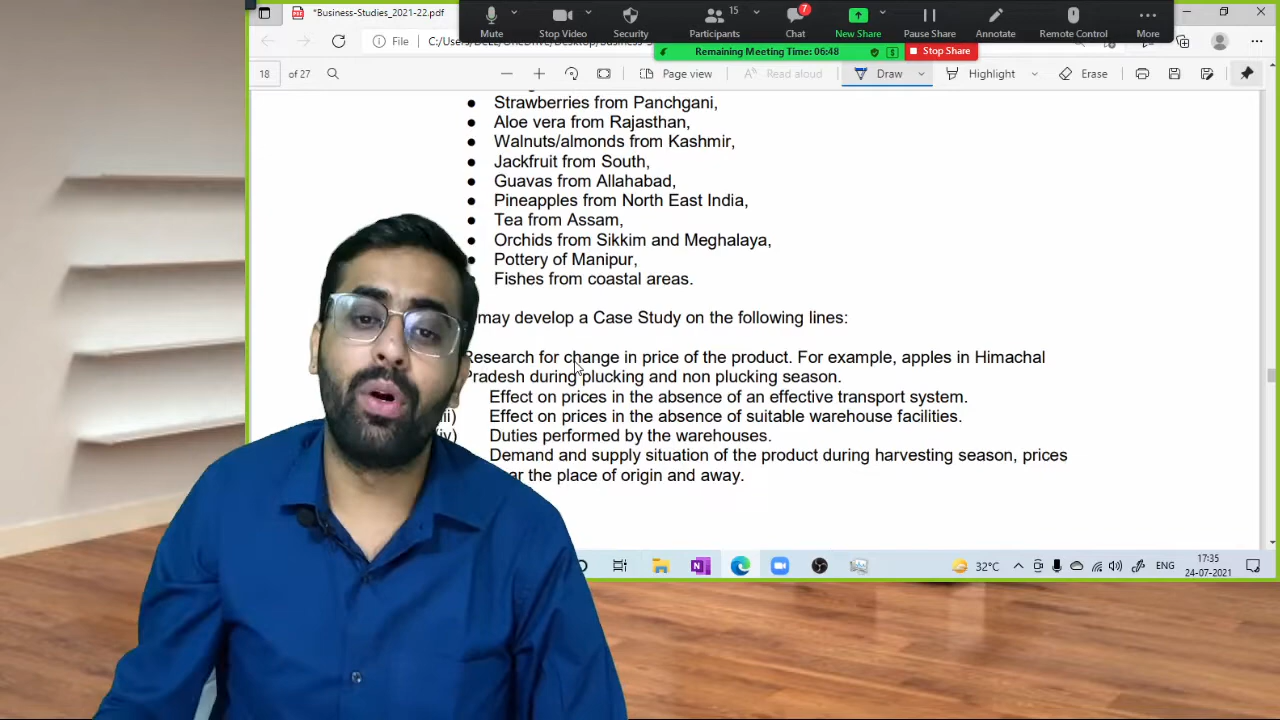 *Business-Studies_2021-22.pdf
Mute
Stop Video
Security
15
Participants
7
Chat
New Share
Pause Share
Annotate
Remote Control
More
Remaining Meeting Time: 06:48
Stop Share
File
18 of 27
Page view
Read aloud
Draw
Highlight
Erase
● Strawberries from Panchgani,
● Aloe vera from Rajasthan,
● Walnuts/almonds from Kashmir,
● Jackfruit from South,
● Guavas from Allahabad,
● Pineapples from North East India,
● Tea from Assam,
● Orchids from Sikkim and Meghalaya,
● Pottery of Manipur,
Fishes from coastal areas.
may develop a Case Study on the following lines:
Research for change in price of the product. For example, apples in Himachal
Pradesh during plucking and non plucking season.
Effect on prices in the absence of an effective transport system.
Effect on prices in the absence of suitable warehouse facilities.
Duties performed by the warehouses.
Demand and supply situation of the product during harvesting season, prices
the place of origin and away.
32°C
ENG
17:35
24-07-2021